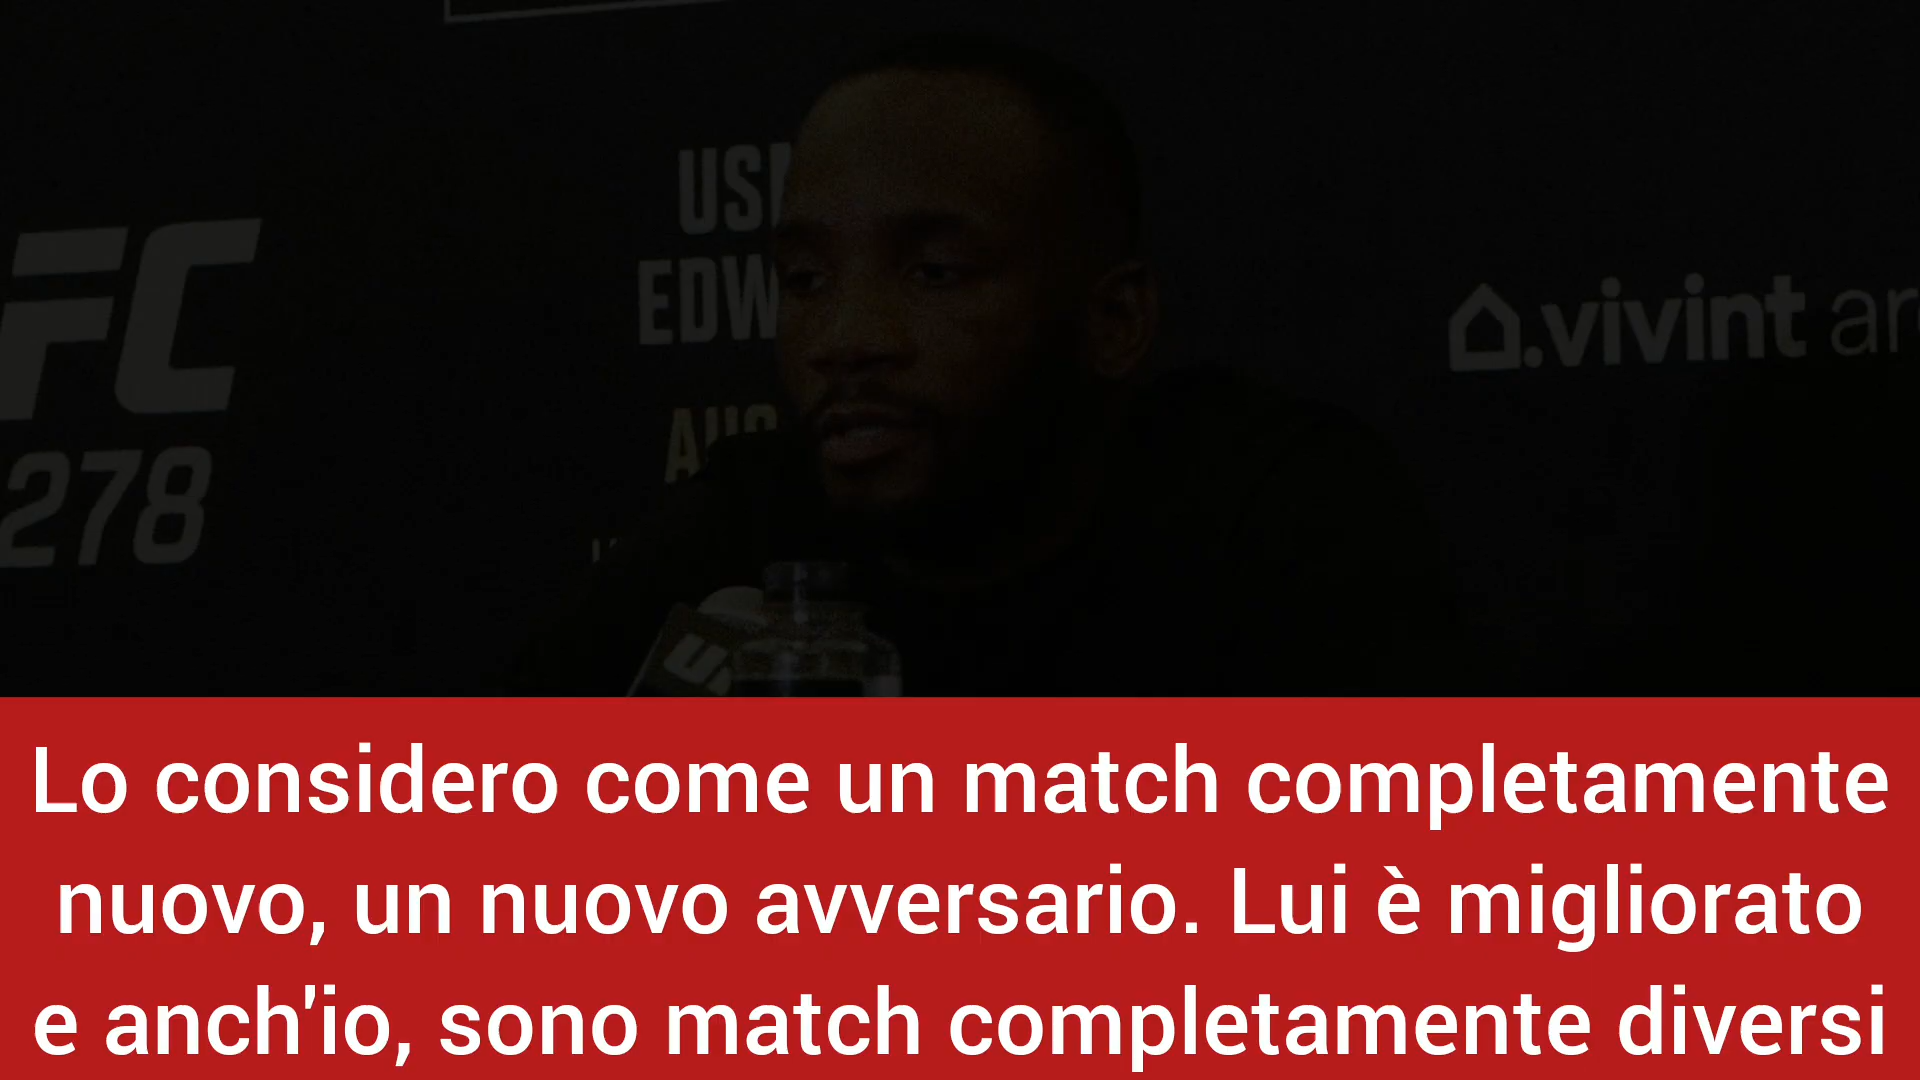 FC
278
US
EDW
AUG
vivint ar
Lo considero come un match completamente
nuovo, un nuovo avversario. Lui è migliorato
e anch'io, sono match completamente diversi